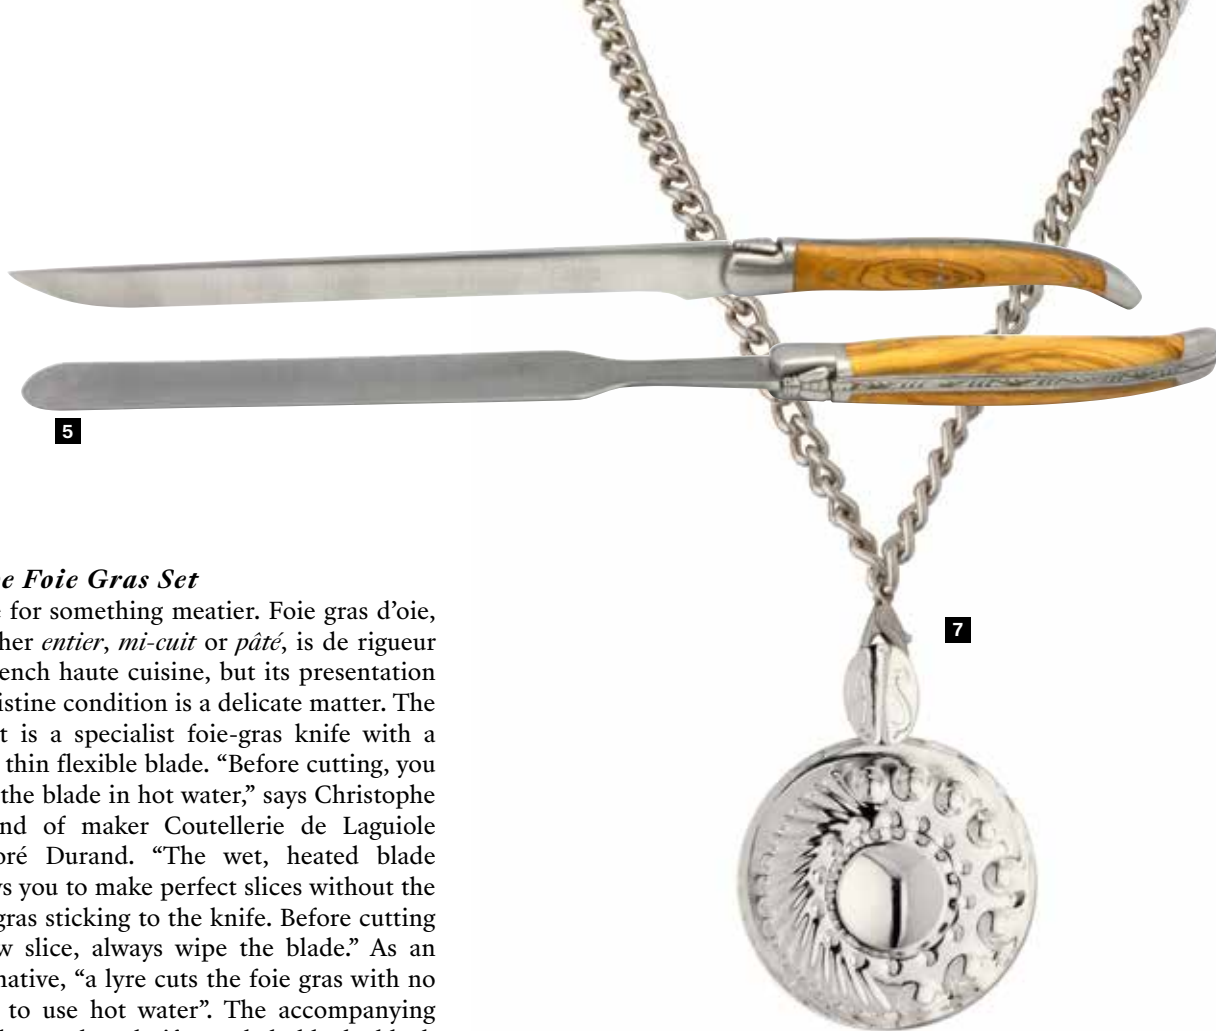 5
7
e Foie Gras Set
for something meatier. Foie gras d’oie,
her entier, mi-cuit or pâté, is de rigueur
ench haute cuisine, but its presentation
istine condition is a delicate matter. The
t is a specialist foie-gras knife with a
thin flexible blade. “Before cutting, you
the blade in hot water,” says Christophe
nd of maker Coutellerie de Laguiole
oré Durand. “The wet, heated blade
s you to make perfect slices without the
gras sticking to the knife. Before cutting
w slice, always wipe the blade.” As an
native, “a lyre cuts the foie gras with no
to use hot water”. The accompanying